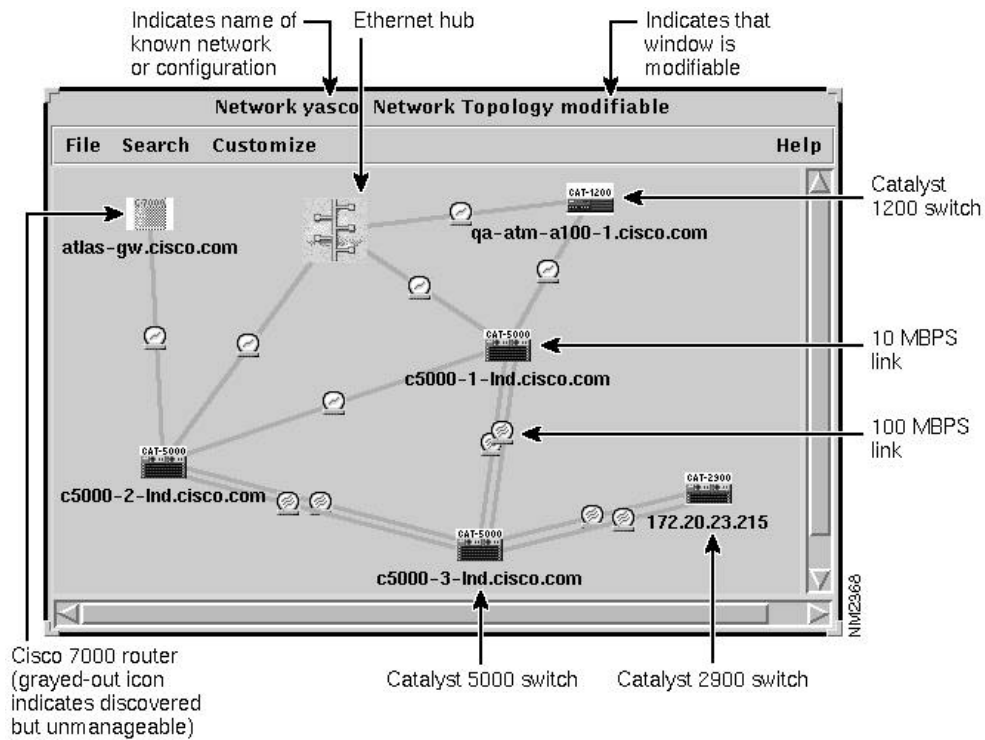 Indicates name of
known network
or configuration
Ethernet hub
Indicates that
window is
modifiable
Network yasco Network Topology modifiable
File Search Customize Help
C-7000
atlas-gw.cisco.com
CAT-1200
qa-atm-a100-1.cisco.com
Catalyst
1200 switch
CAT-5000
c5000-1-lnd.cisco.com
10 MBPS
link
100 MBPS
link
CAT-5000
c5000-2-lnd.cisco.com
CAT-2900
172.20.23.215
CAT-5000
c5000-3-lnd.cisco.com
NM2368
Cisco 7000 router
(grayed-out icon
indicates discovered
but unmanageable)
Catalyst 5000 switch
Catalyst 2900 switch